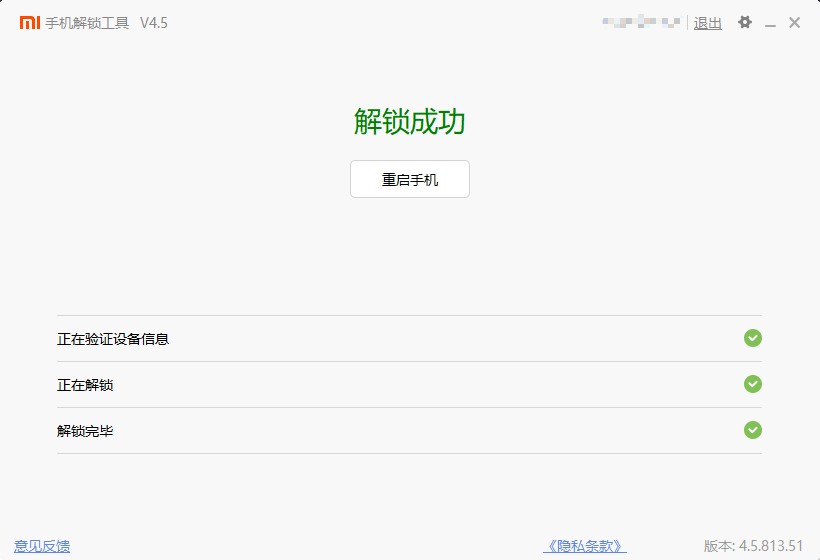 手机解锁工具 V4.5
退出
解锁成功
重启手机
正在验证设备信息
正在解锁
解锁完毕
意见反馈
《隐私条款》
版本: 4.5.813.51